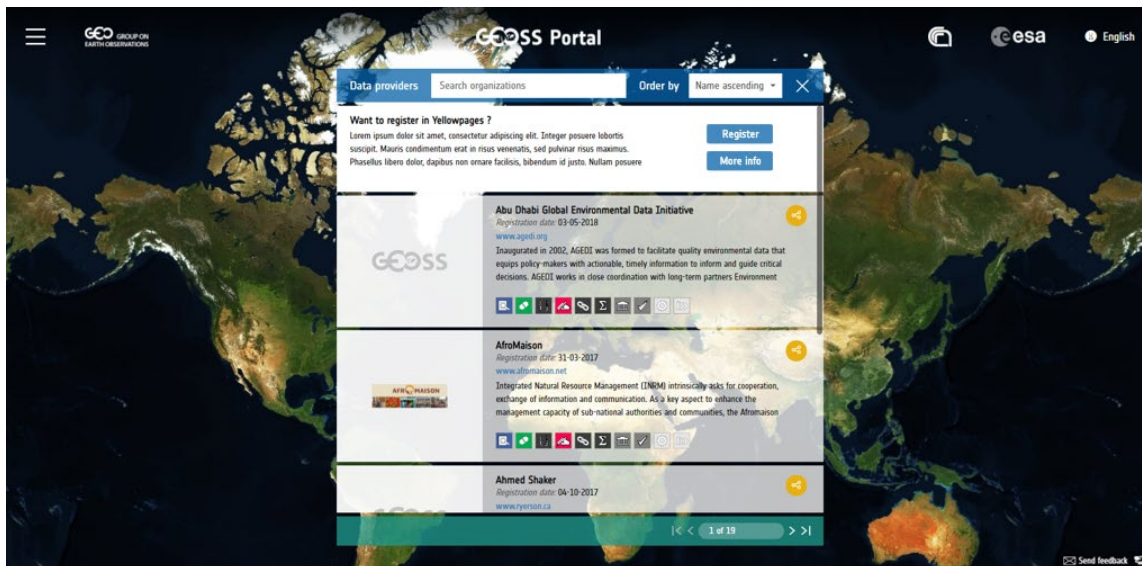 GEO GROUP ON
EARTH OBSERVATIONS
GEOSS Portal
esa
English
Data providers
Search organizations
Order by
Name ascending
Want to register in Yellowpages ?
Lorem ipsum dolor sit amet, consectetur adipiscing elit. Integer posuere lobortis
suscipit. Mauris condimentum erat in risus venenatis, sed pulvinar risus maximus.
Phasellus libero dolor, dapibus non ornare facilisis, bibendum id justo. Nullam posuere
Register
More info
GEOSS
Abu Dhabi Global Environmental Data Initiative
Registration date: 03-05-2018
www.agedi.org
Inaugurated in 2002, AGEDI was formed to facilitate quality environmental data that
equips policy-makers with actionable, timely information to inform and guide critical
decisions. AGEDI works in close coordination with long-term partners Environment
AFROMAISON
AfroMaison
Registration date: 31-03-2017
www.afromaison.net
Integrated Natural Resource Management (INRM) intrinsically asks for cooperation,
exchange of information and communication. As a key aspect to enhance the
management capacity of sub-national authorities and communities, the Afromaison
Ahmed Shaker
Registration date: 04-10-2017
www.ryerson.ca
1 of 19
Send feedback